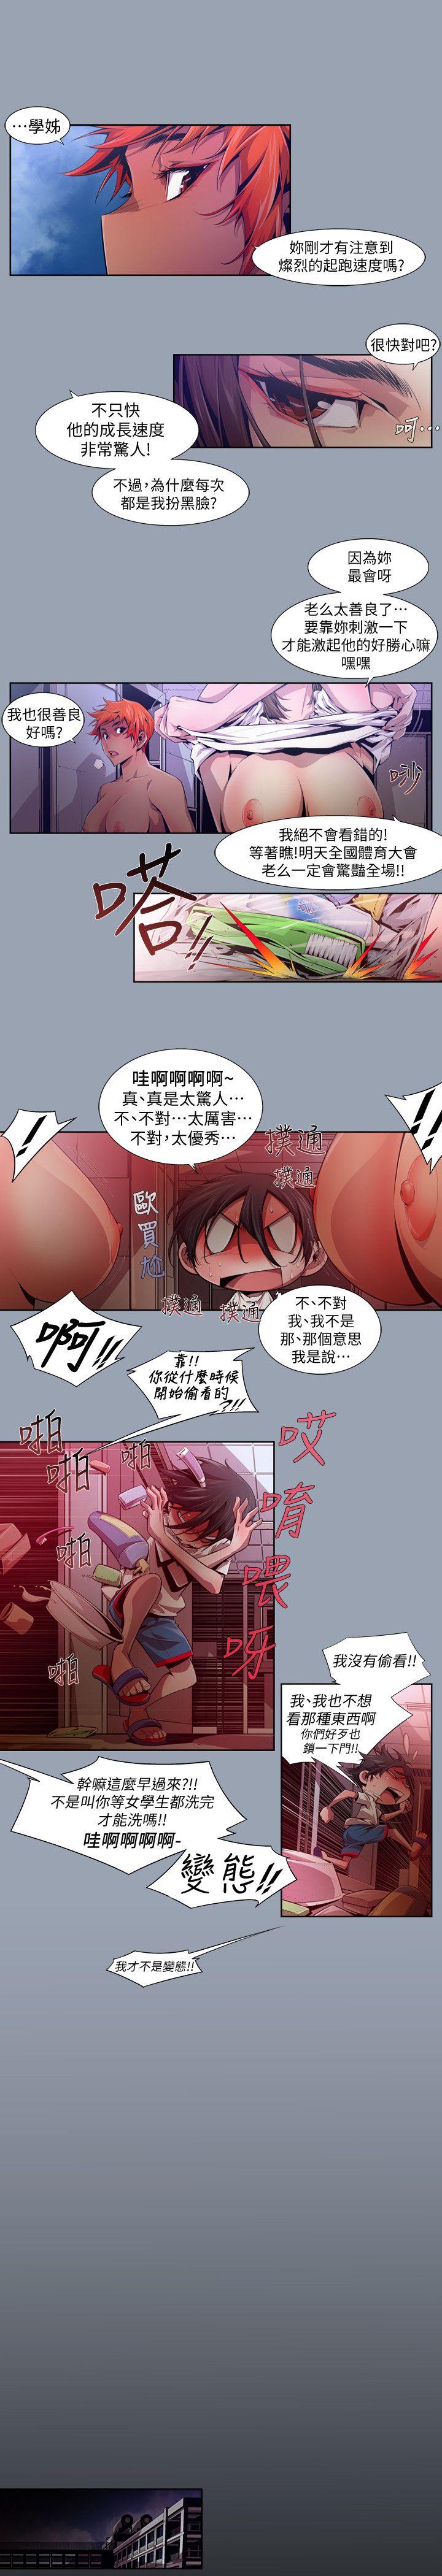 …學姊
妳剛才有注意到
燦烈的起跑速度嗎?
很快對吧?
呵…
不只快
他的成長速度
非常驚人!
不過,為什麼每次
都是我扮黑臉?
因為妳
最會呀
老么太善良了…
要靠妳刺激一下
才能激起他的好勝心嘛
嘿嘿
我也很善良
好嗎?
唦
我絕不會看錯的!
等著瞧!明天全國體育大會
老么一定會驚豔全場!!
嗒!!
哇啊啊啊啊~
真、真是太驚人…
不、不對…太厲害…
不對,太優秀…
!!
!!
撲通
撲通
歐買尬
撲通
撲通
不、不對
我、我不是
那、那個意思
我是說…
啊!!
靠!!
你從什麼時候
開始偷看的
?!!
啪
啪
啪
啪
啪
哎唷喂呀
我沒有偷看!!
我、我也不想
看那種東西啊
你們好歹也
鎖一下門!!
幹嘛這麼早過來?!!
不是叫你等女學生都洗完
才能洗嗎!!
哇啊啊啊啊-
變態!!
我才不是變態!!